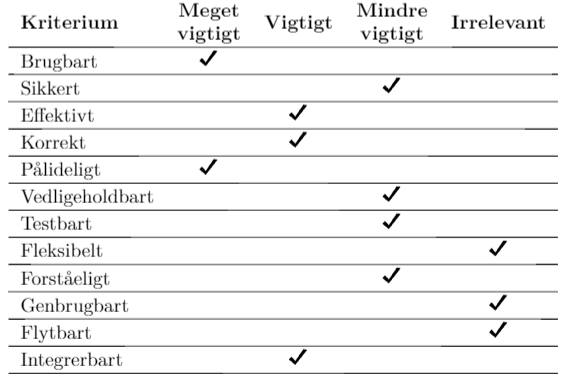 Kriterium Meget vigtigt Vigtigt Mindre vigtigt Irrelevant
Brugbart ✓
Sikkert ✓
Effektivt ✓
Korrekt ✓
Pålideligt ✓
Vedligeholdbart ✓
Testbart ✓
Fleksibelt ✓
Forståeligt ✓
Genbrugbart ✓
Flytbart ✓
Integrerbart ✓